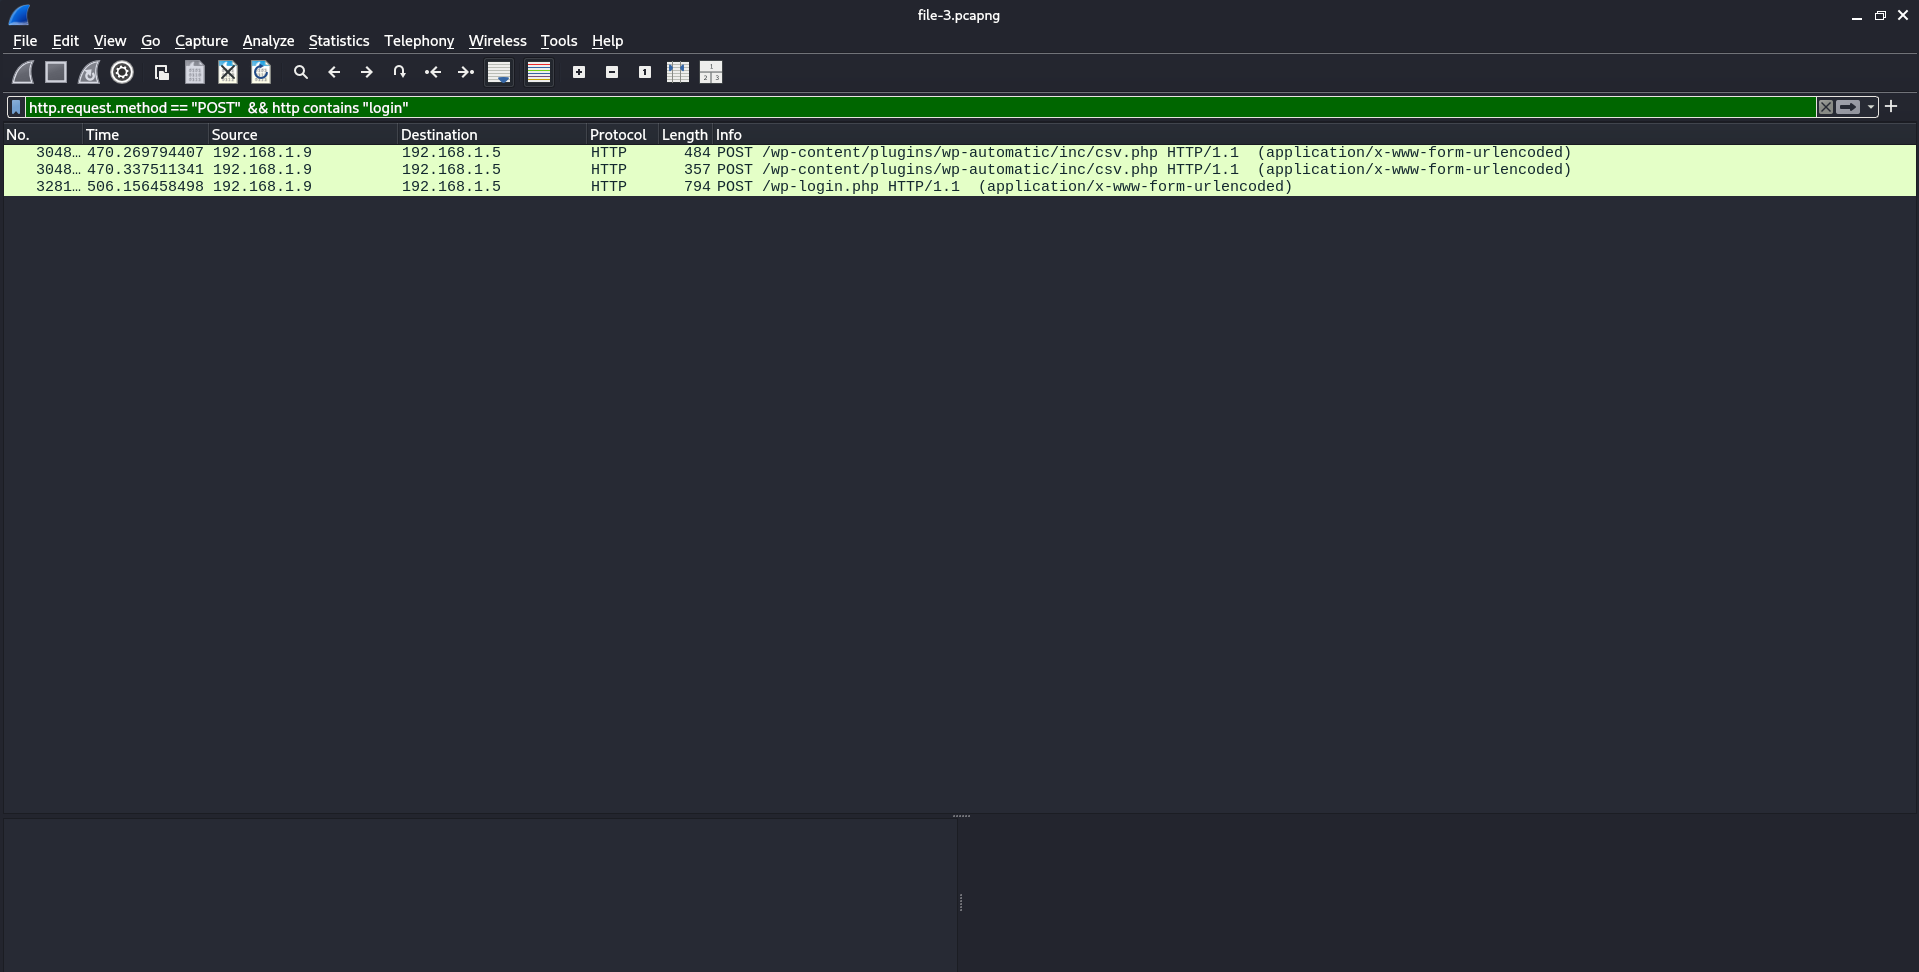 file-3.pcapng
File Edit View Go Capture Analyze Statistics Telephony Wireless Tools Help
http.request.method == "POST"  && http contains "login"
No. Time Source Destination Protocol Length Info
3048… 470.269794407 192.168.1.9 192.168.1.5 HTTP 484 POST /wp-content/plugins/wp-automatic/inc/csv.php HTTP/1.1  (application/x-www-form-urlencoded)
3048… 470.337511341 192.168.1.9 192.168.1.5 HTTP 357 POST /wp-content/plugins/wp-automatic/inc/csv.php HTTP/1.1  (application/x-www-form-urlencoded)
3281… 506.156458498 192.168.1.9 192.168.1.5 HTTP 794 POST /wp-login.php HTTP/1.1  (application/x-www-form-urlencoded)